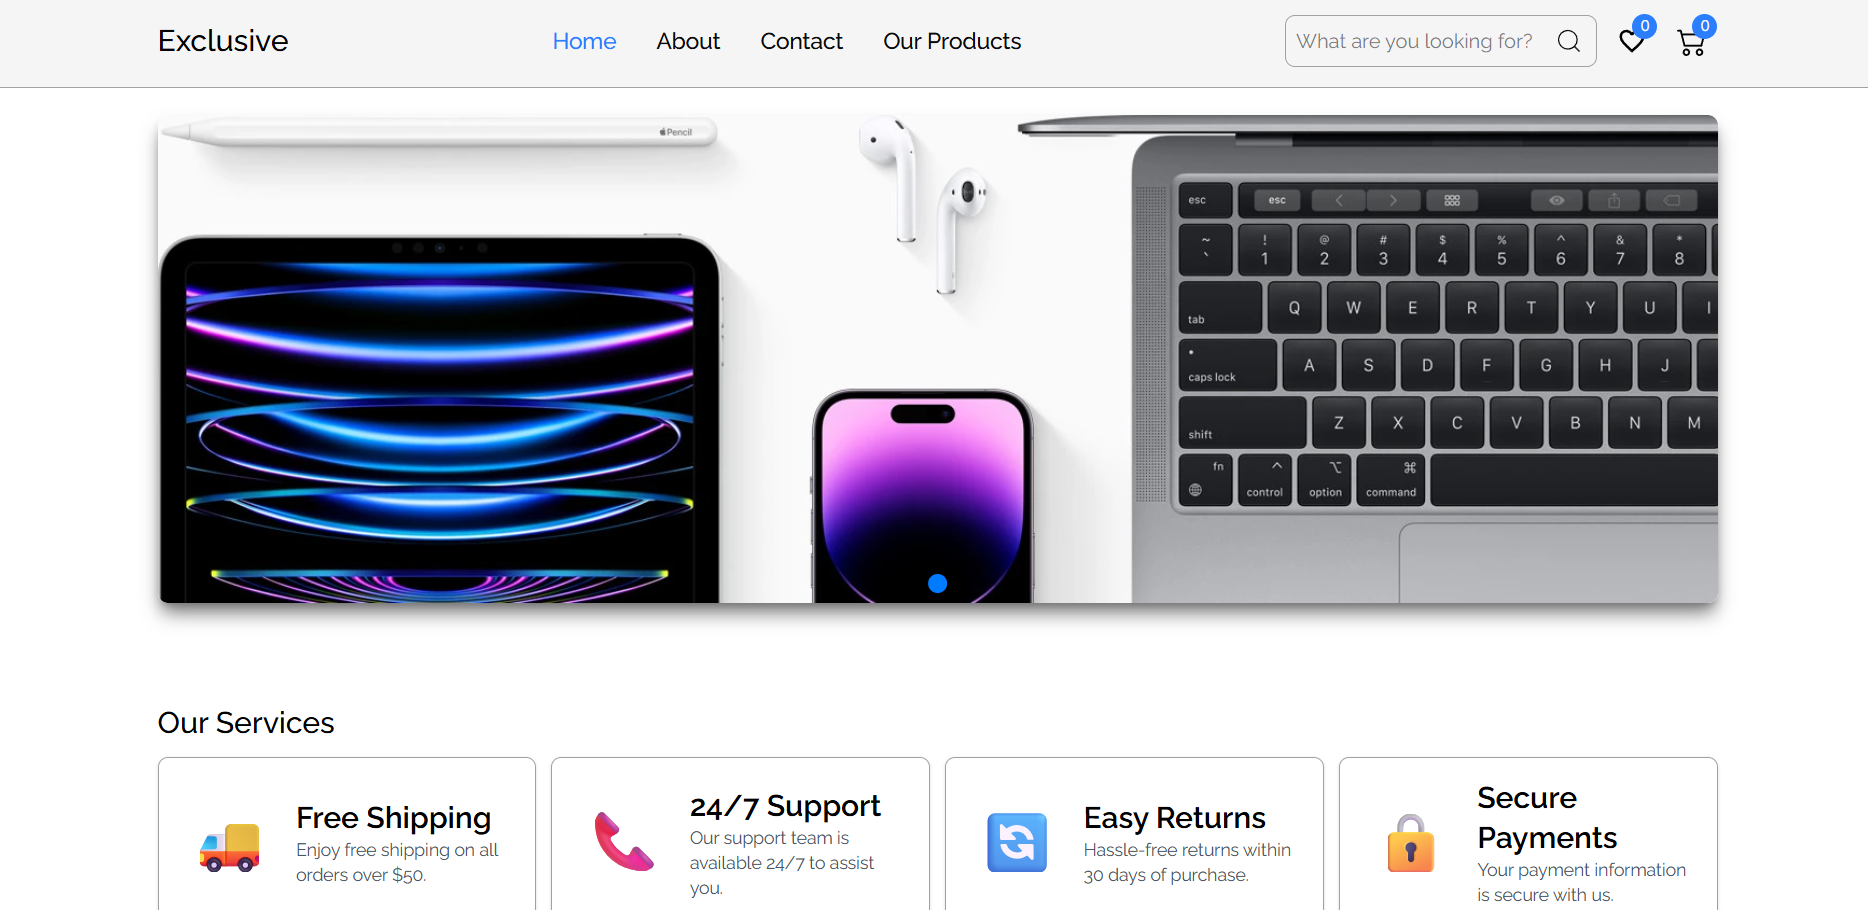 Exclusive
Home
About
Contact
Our Products
What are you looking for?
0
0
Pencil
esc
esc
~ ! @ # $ % ^ & *
` 1 2 3 4 5 6 7 8
tab Q W E R T Y U I
caps lock A S D F G H J
shift Z X C V B N M
fn ^ ⌥ ⌘
control option command
Our Services
Free Shipping
Enjoy free shipping on all
orders over $50.
24/7 Support
Our support team is
available 24/7 to assist
you.
Easy Returns
Hassle-free returns within
30 days of purchase.
Secure
Payments
Your payment information
is secure with us.